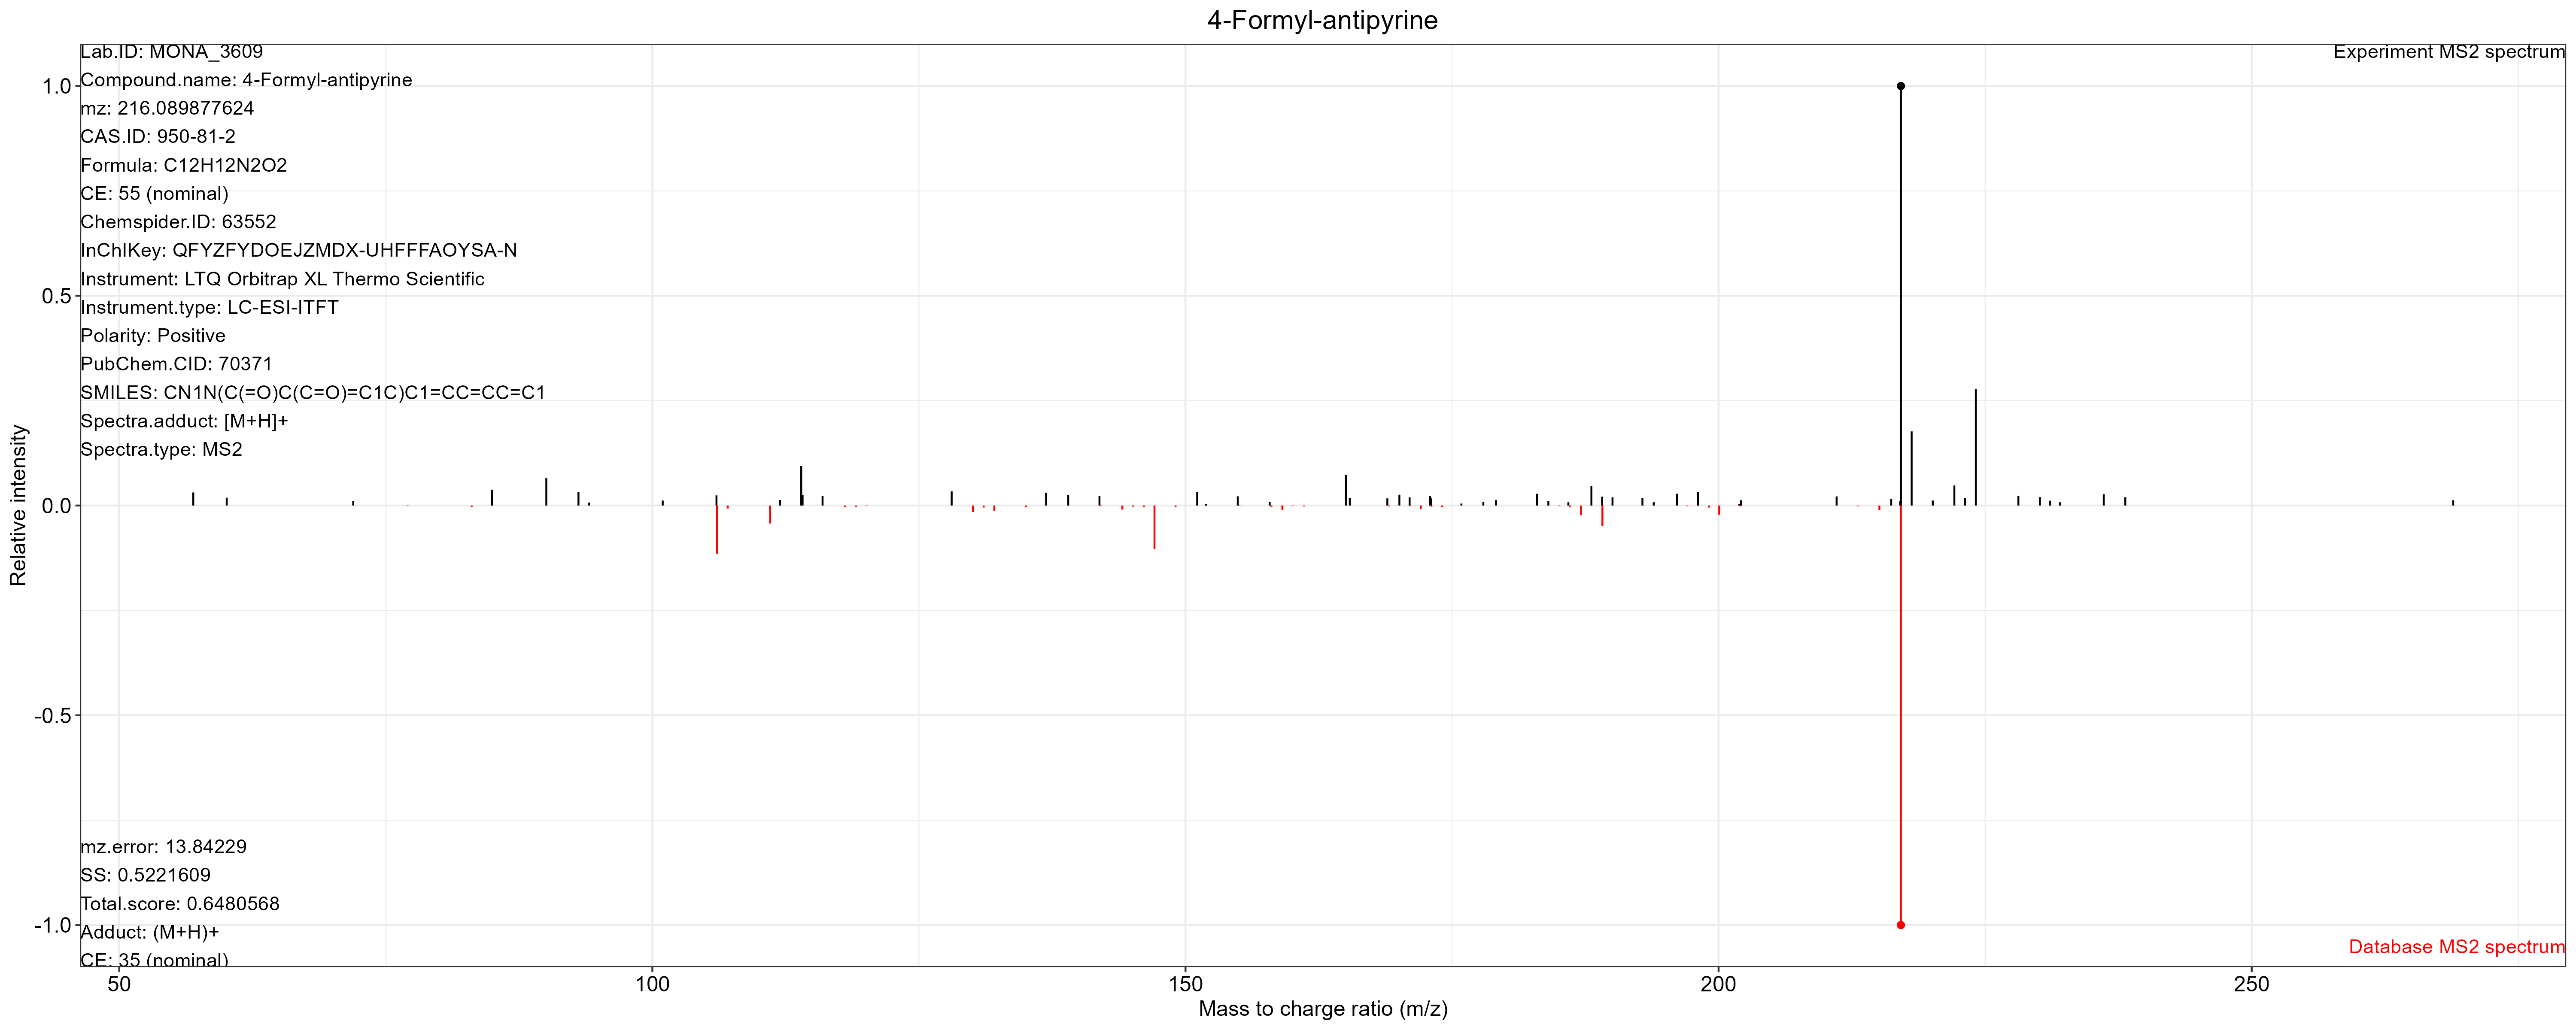 4-Formyl-antipyrine
Lab.ID: MONA_3609
Experiment MS2 spectrum
Compound.name: 4-Formyl-antipyrine
mz: 216.089877624
CAS.ID: 950-81-2
Formula: C12H12N2O2
CE: 55 (nominal)
Chemspider.ID: 63552
InChIKey: QFYZFYDOEJZMDX-UHFFFAOYSA-N
Instrument: LTQ Orbitrap XL Thermo Scientific
Instrument.type: LC-ESI-ITFT
Polarity: Positive
PubChem.CID: 70371
SMILES: CN1N(C(=O)C(C=O)=C1C)C1=CC=CC=C1
Spectra.adduct: [M+H]+
Spectra.type: MS2
1.0
0.5
0.0
-0.5
-1.0
Relative intensity
mz.error: 13.84229
SS: 0.5221609
Total.score: 0.6480568
Adduct: (M+H)+
CE: 35 (nominal)
Database MS2 spectrum
50
100
150
200
250
Mass to charge ratio (m/z)